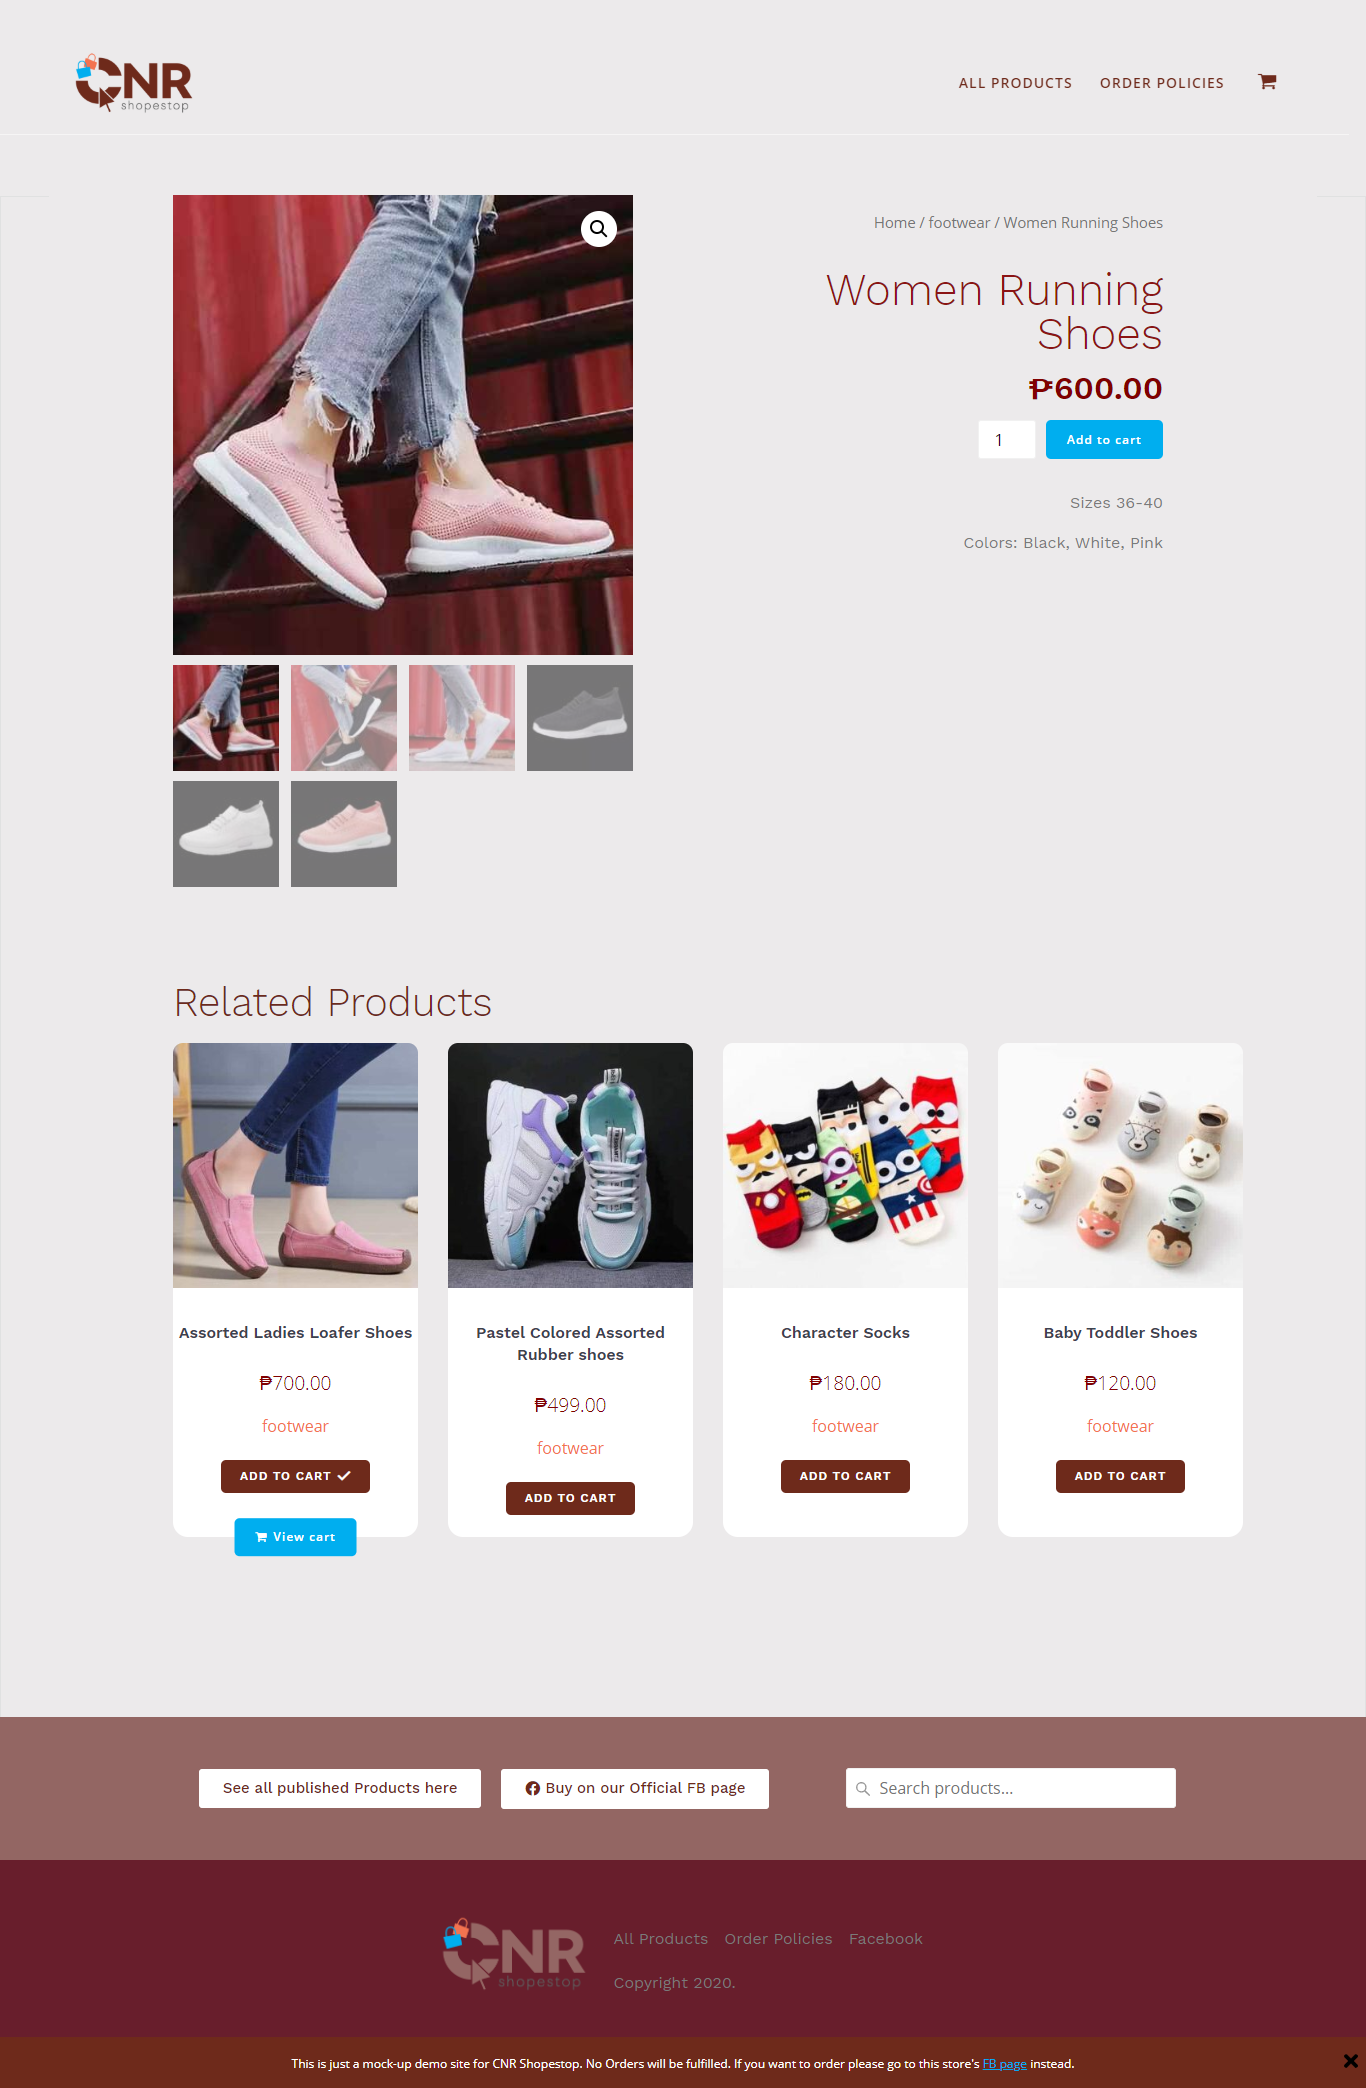 CNR
shopestop
ALL PRODUCTS ORDER POLICIES
Home / footwear / Women Running Shoes
Women Running
Shoes
₱600.00
1 Add to cart
Sizes 36-40
Colors: Black, White, Pink
Related Products
Assorted Ladies Loafer Shoes
₱700.00
footwear
ADD TO CART
View cart
Pastel Colored Assorted
Rubber shoes
₱499.00
footwear
ADD TO CART
Character Socks
₱180.00
footwear
ADD TO CART
Baby Toddler Shoes
₱120.00
footwear
ADD TO CART
See all published Products here
Buy on our Official FB page
Search products...
CNR
shopestop
All Products Order Policies Facebook
Copyright 2020.
This is just a mock-up demo site for CNR Shopestop. No Orders will be fulfilled. If you want to order please go to this store's FB page instead.